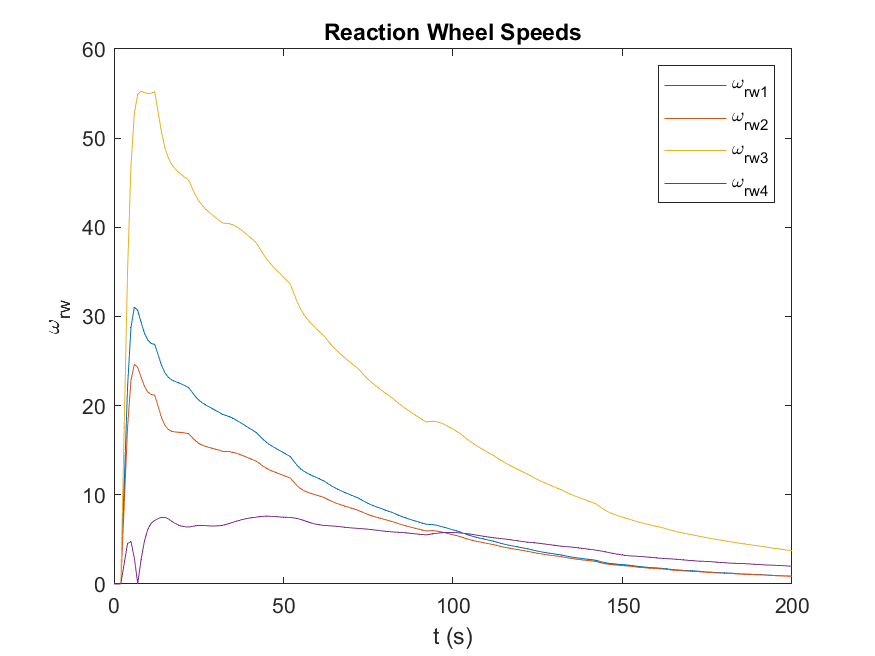 Reaction Wheel Speeds
60
50
40
30
20
10
0
ω_rw
ω_rw1
ω_rw2
ω_rw3
ω_rw4
0 50 100 150 200
t (s)